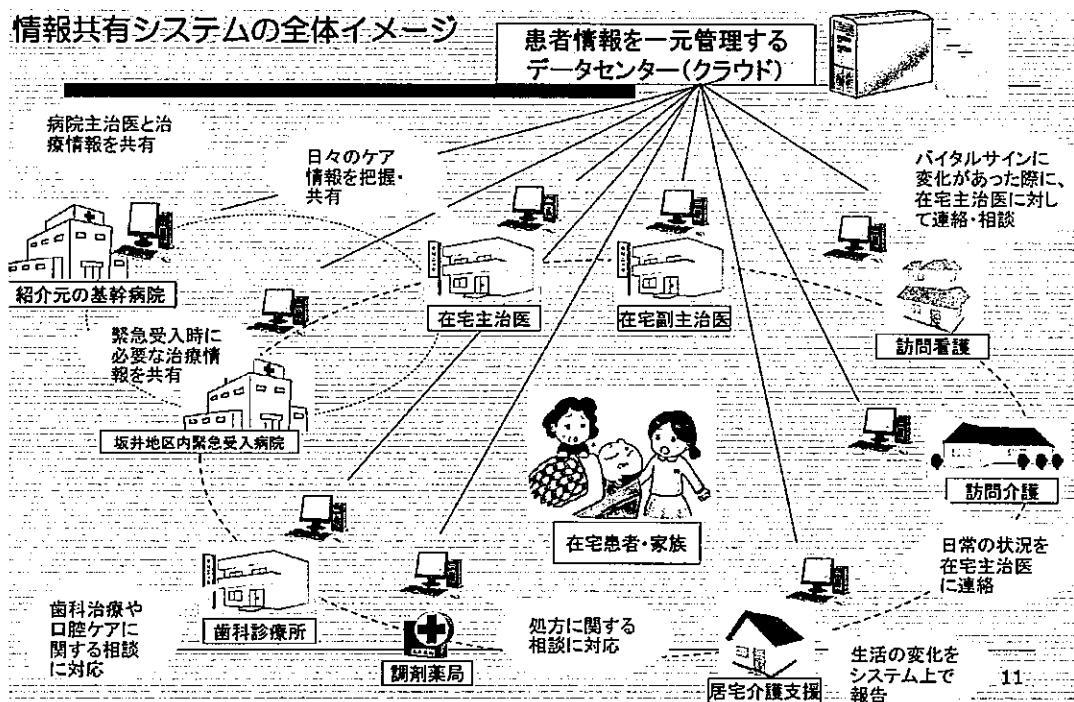 情報共有システムの全体イメージ
患者情報を一元管理する
データセンター(クラウド)
病院主治医と治
療情報を共有
日々のケア
情報を把握・
共有
バイタルサインに
変化があった際に、
在宅主治医に対し
て連絡・相談
紹介元の基幹病院
在宅主治医
在宅副主治医
訪問看護
緊急受入時に
必要な治療情
報を共有
坂井地区内緊急受入病院
訪問介護
在宅患者・家族
日常の状況を
在宅主治医
に連絡
歯科診療所
歯科治療や
口腔ケアに
関する相談
に対応
調剤薬局
処方に関する
相談に対応
居宅介護支援
生活の変化を
システム上で
報告
11